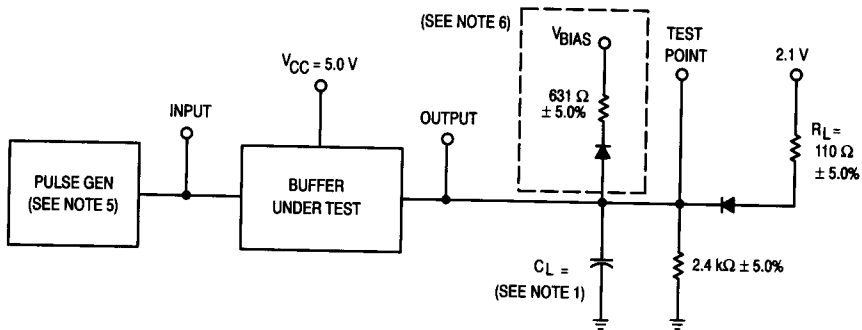 (SEE NOTE 6)
VBIAS
TEST
POINT
2.1 V
VCC = 5.0 V
631 Ω
± 5.0%
INPUT
OUTPUT
RL =
110 Ω
± 5.0%
PULSE GEN
(SEE NOTE 5)
BUFFER
UNDER TEST
CL =
(SEE NOTE 1)
2.4 kΩ ± 5.0%